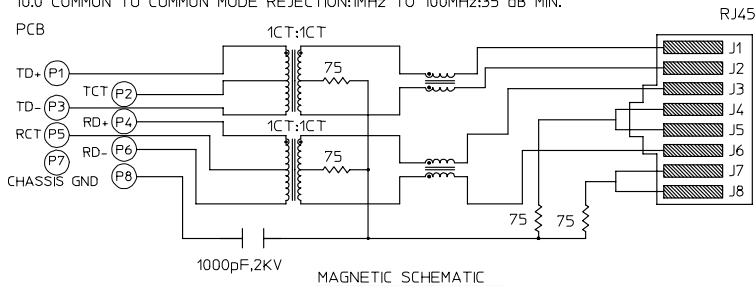 10.0 COMMON TO COMMON MODE REJECTION:1MHZ TO 100MHZ:35 dB MIN.
RJ45
PCB
1CT:1CT
J1
TD+ P1
75
J2
TCT P2
J3
TD- P3
RD+ P4
J4
1CT:1CT
RCT P5
J5
RD- P6
75
J6
P7
J7
CHASSIS GND P8
J8
75
75
1000pF,2KV
MAGNETIC SCHEMATIC